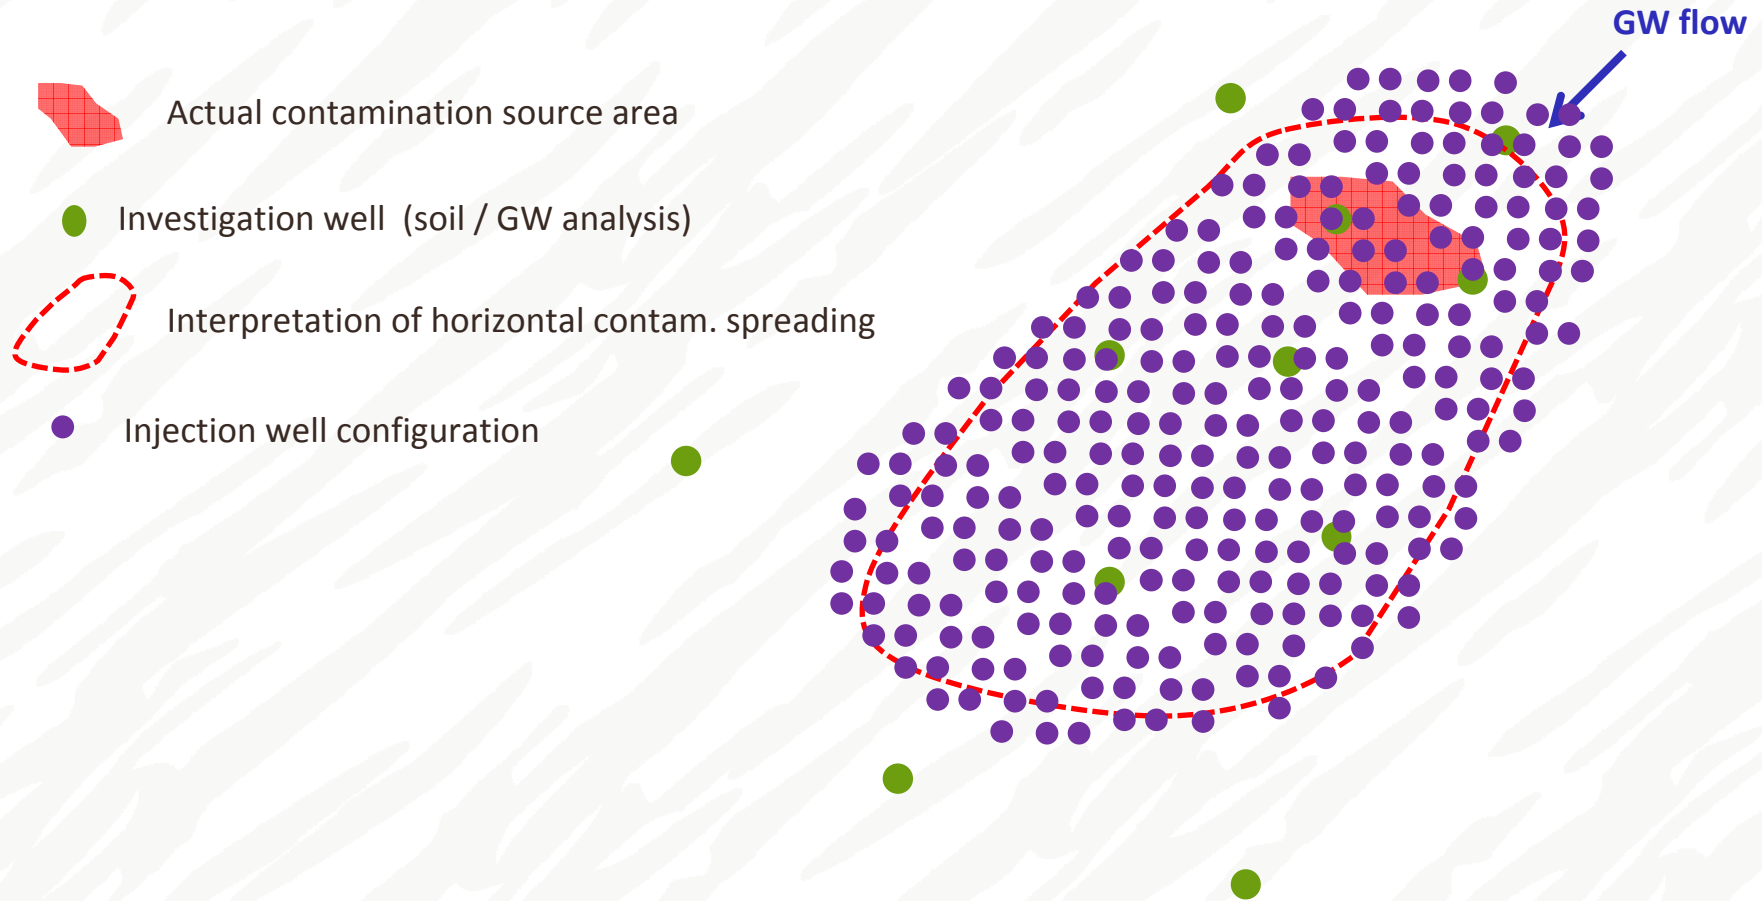 GW flow
Actual contamination source area
Investigation well (soil / GW analysis)
Interpretation of horizontal contam. spreading
Injection well configuration